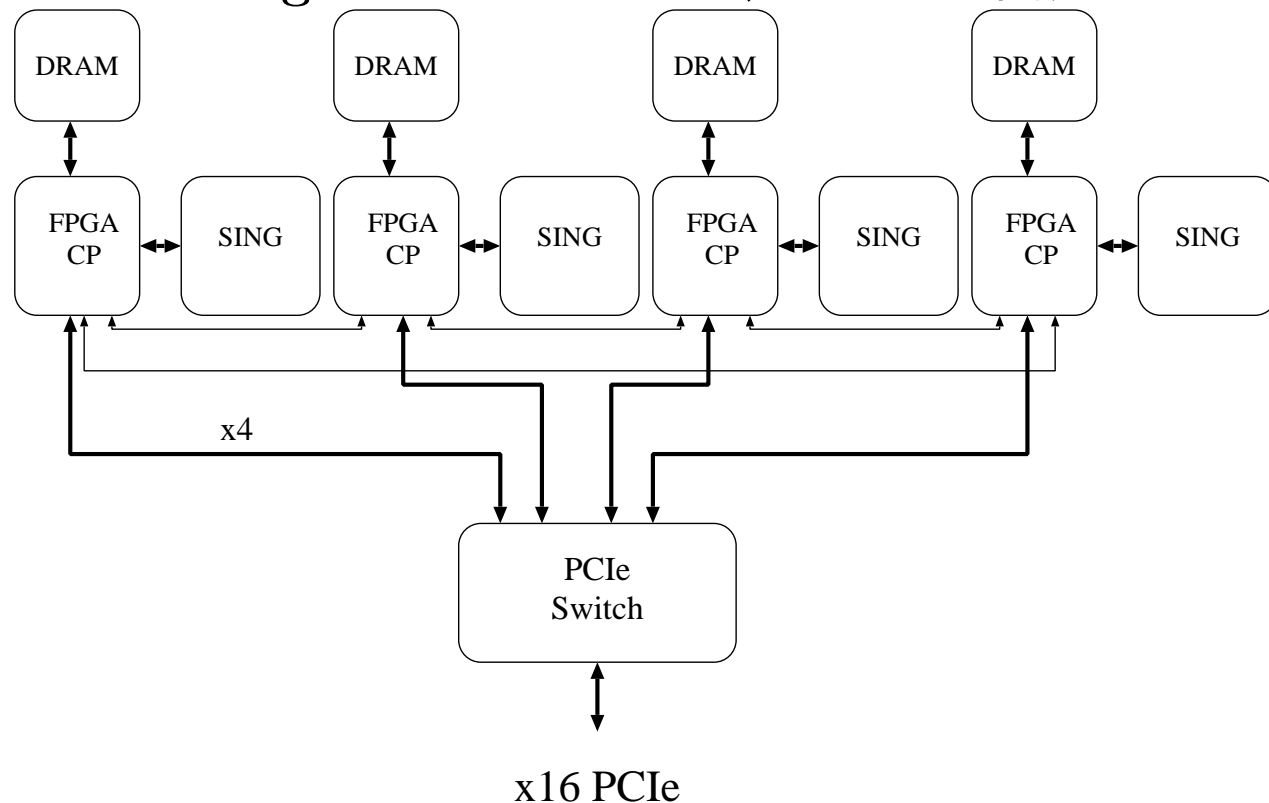 DRAM
DRAM
DRAM
DRAM
FPGA
CP
SING
FPGA
CP
SING
FPGA
CP
SING
FPGA
CP
SING
x4
PCIe
Switch
x16 PCIe